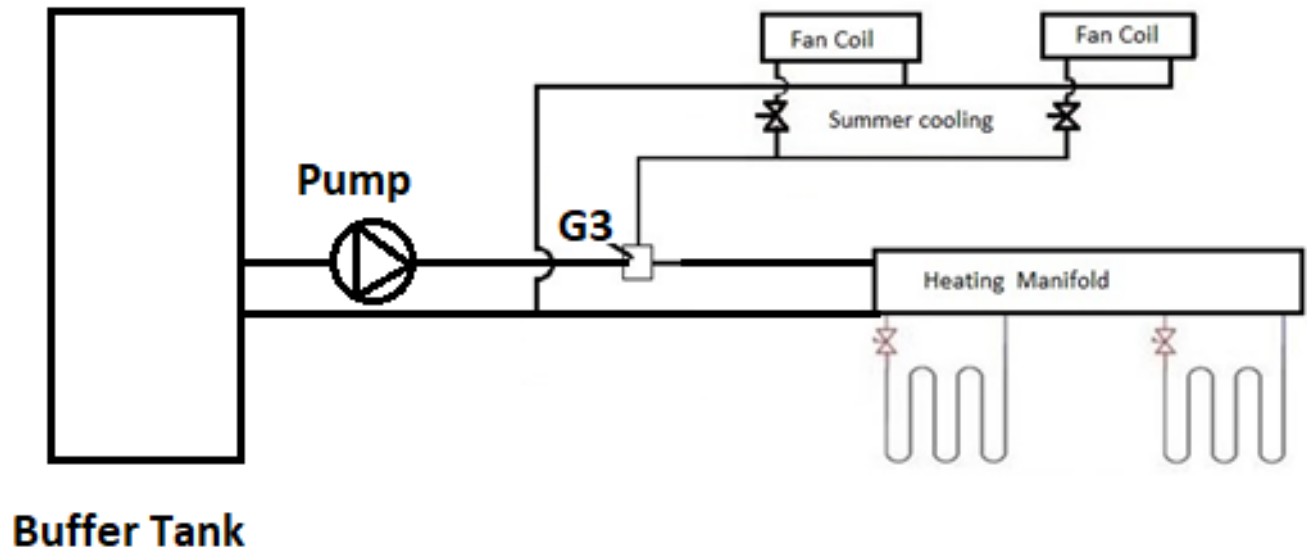 Fan Coil
Fan Coil
Summer cooling
Pump
G3
Heating Manifold
Buffer Tank